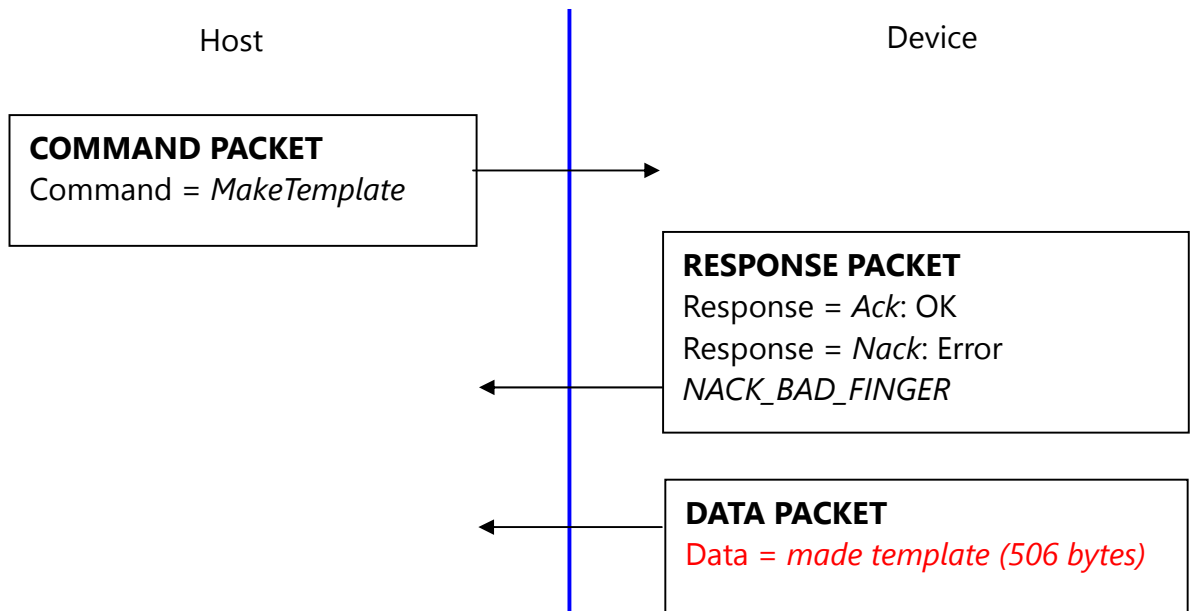 Host
Device
COMMAND PACKET
Command = MakeTemplate
RESPONSE PACKET
Response = Ack: OK
Response = Nack: Error
NACK_BAD_FINGER
DATA PACKET
Data = made template (506 bytes)